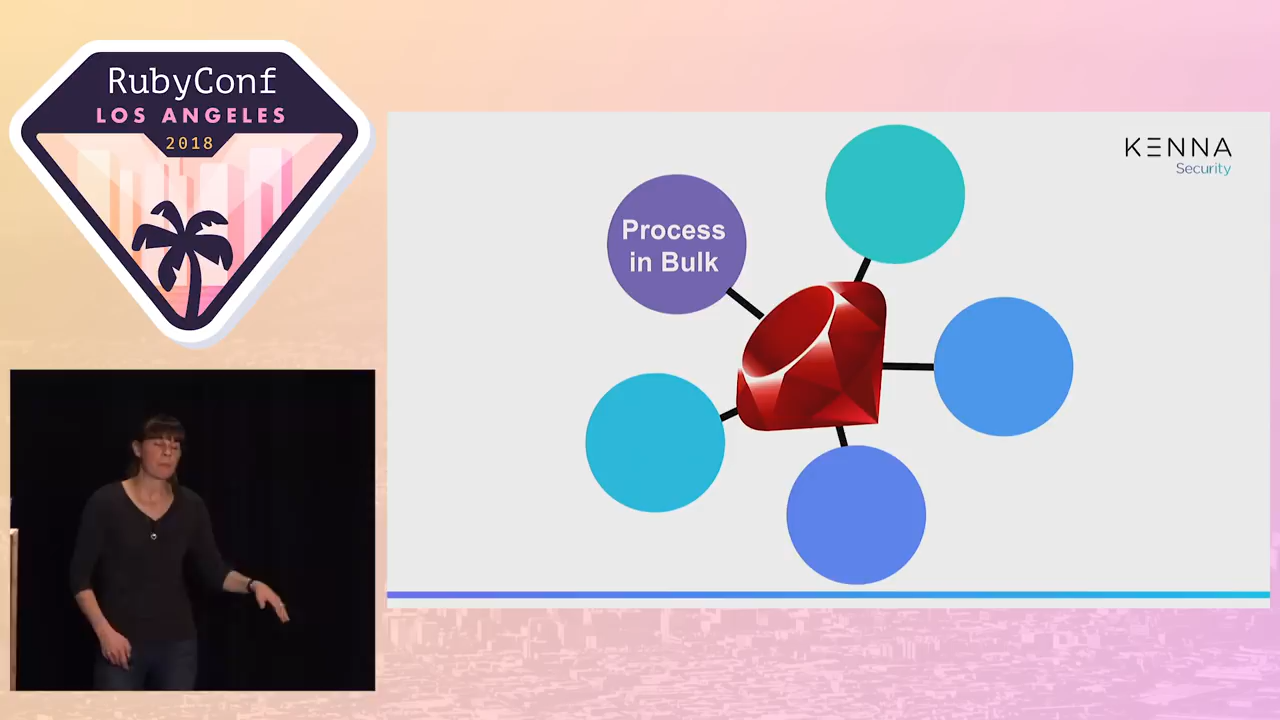 RubyConf
LOS ANGELES
2018
KENNA
Security
Process
in Bulk